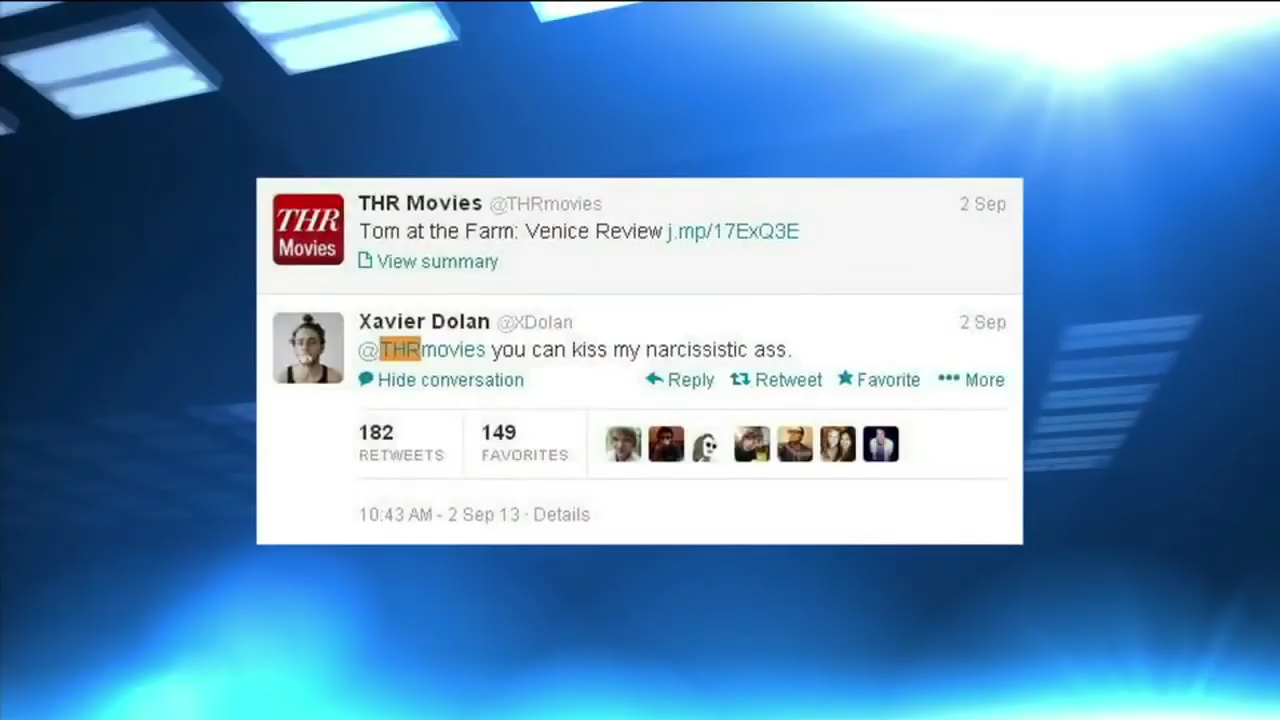 THR
Movies
THR Movies @THRmovies 2 Sep
Tom at the Farm: Venice Review j.mp/17ExQ3E
View summary
Xavier Dolan @XDolan 2 Sep
@THRmovies you can kiss my narcissistic ass.
Hide conversation Reply Retweet Favorite More
182 149
RETWEETS FAVORITES
10:43 AM - 2 Sep 13 · Details